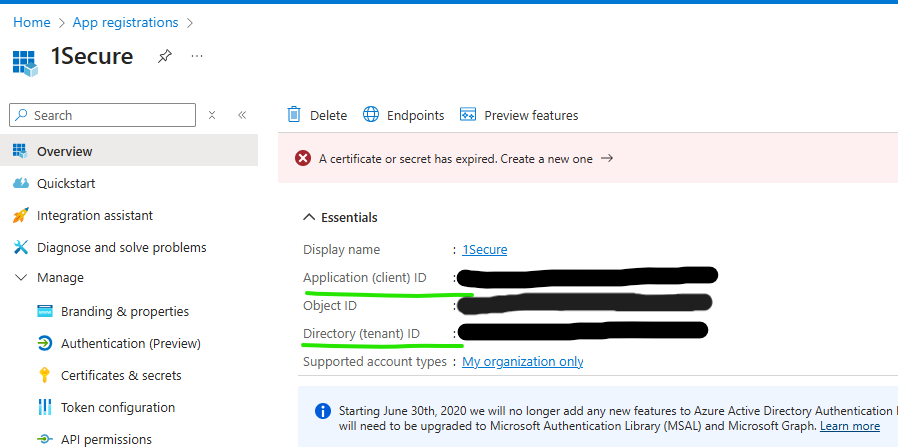 Home > App registrations >
1Secure
Search
Delete Endpoints Preview features
A certificate or secret has expired. Create a new one →
Overview
Quickstart
Integration assistant
Diagnose and solve problems
Manage
Branding & properties
Authentication (Preview)
Certificates & secrets
Token configuration
API permissions
Essentials
Display name : 1Secure
Application (client) ID :
Object ID :
Directory (tenant) ID :
Supported account types : My organization only
Starting June 30th, 2020 we will no longer add any new features to Azure Active Directory Authentication
will need to be upgraded to Microsoft Authentication Library (MSAL) and Microsoft Graph. Learn more